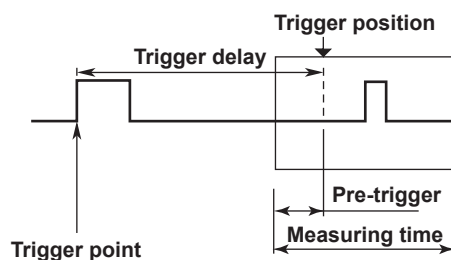 Trigger position
Trigger delay
Pre-trigger
Measuring time
Trigger point